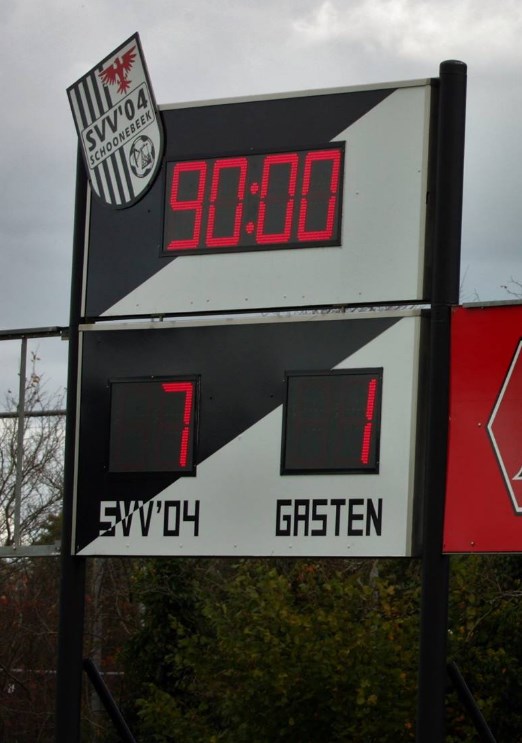 SVV'04
SCHOONEBEEK
90:00
7 1
SVV'04 GASTEN